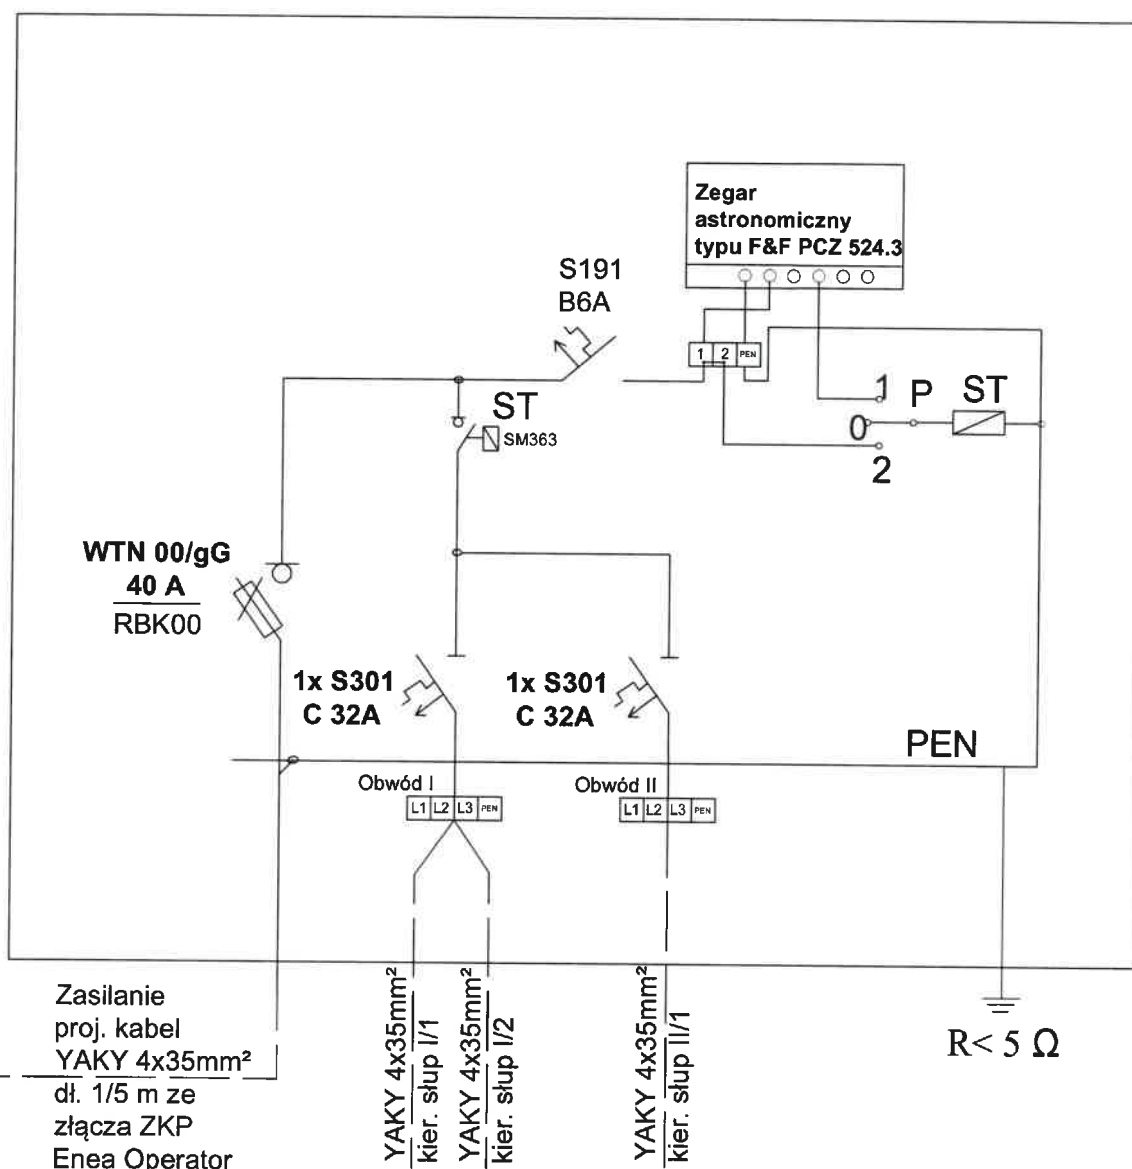 Zegar
astronomiczny
typu F&F PCZ 524.3
S191
B6A
1 2 PEN
1
P
ST
0
2
ST
SM363
WTN 00/gG
40 A
RBK00
1x S301
C 32A
1x S301
C 32A
PEN
Obwód I
L1 L2 L3 PEN
Obwód II
L1 L2 L3 PEN
Zasilanie
proj. kabel
YAKY 4x35mm²
dł. 1/5 m ze
złącza ZKP
Enea Operator
YAKY 4x35mm²
kier. słup I/1
YAKY 4x35mm²
kier. słup I/2
YAKY 4x35mm²
kier. słup II/1
R< 5 Ω